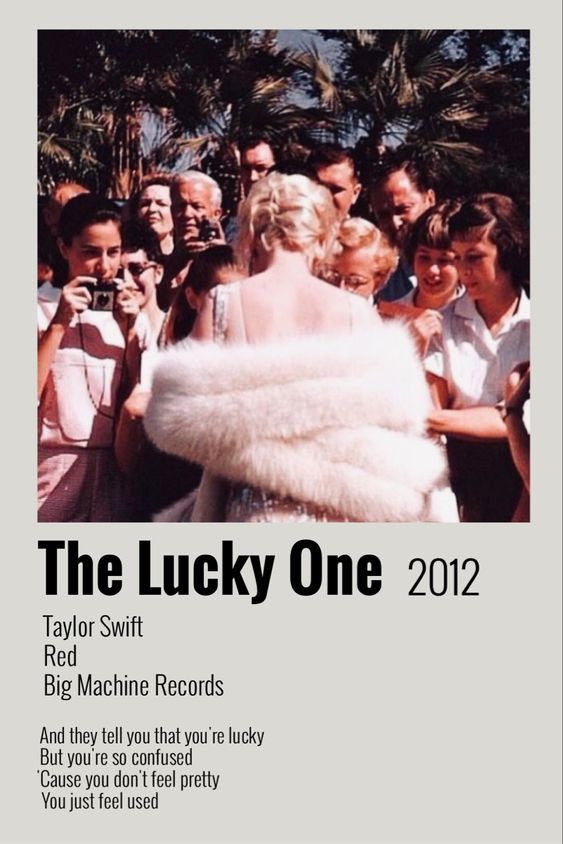 The Lucky One 2012
Taylor Swift
Red
Big Machine Records
And they tell you that you're lucky
But you're so confused
'Cause you don't feel pretty
You just feel used